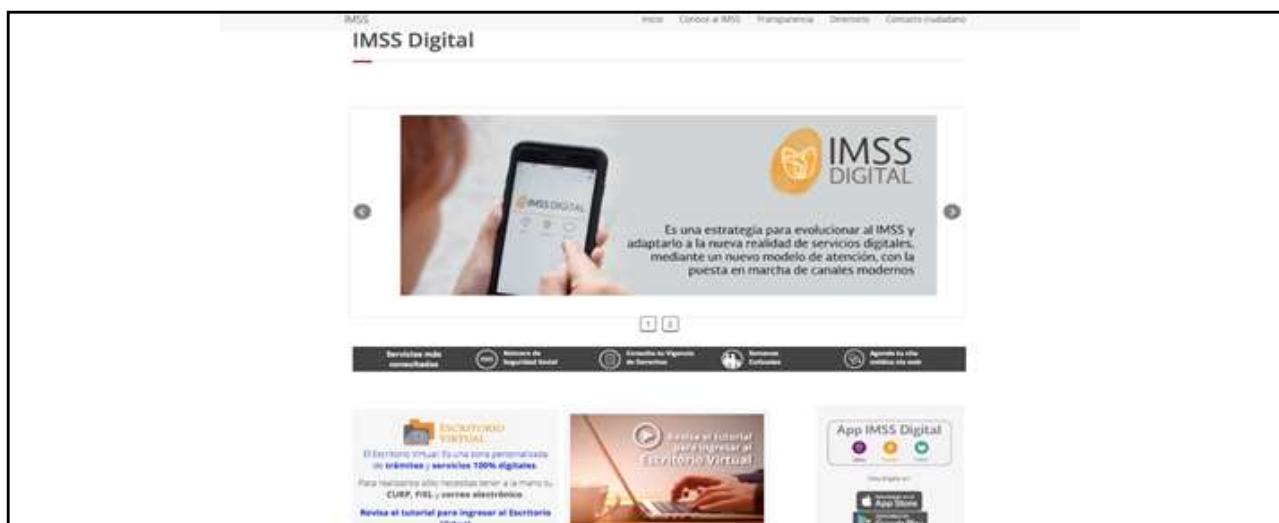 IMSS
Inicio Conoce al IMSS Transparencia Directorio Contacto ciudadano
IMSS Digital
IMSS DIGITAL
IMSS
DIGITAL
Es una estrategia para evolucionar al IMSS y
adaptarlo a la nueva realidad de servicios digitales,
mediante un nuevo modelo de atención, con la
puesta en marcha de canales modernos
1 2
Servicios más
consultados
Número de
Seguridad Social
Consulta tu Vigencia
de Derechos
Semanas
Cotizadas
Agenda tu cita
médica vía web
ESCRITORIO
VIRTUAL
El Escritorio Virtual: Es una zona personalizada
de trámites y servicios 100% digitales
Para realizarlos sólo necesitas tener a la mano tu
CURP, FIEL y correo electrónico
Revisa el tutorial para ingresar al Escritorio
Virtual
Revisa el tutorial
para ingresar al
Escritorio Virtual
App IMSS Digital
App Store